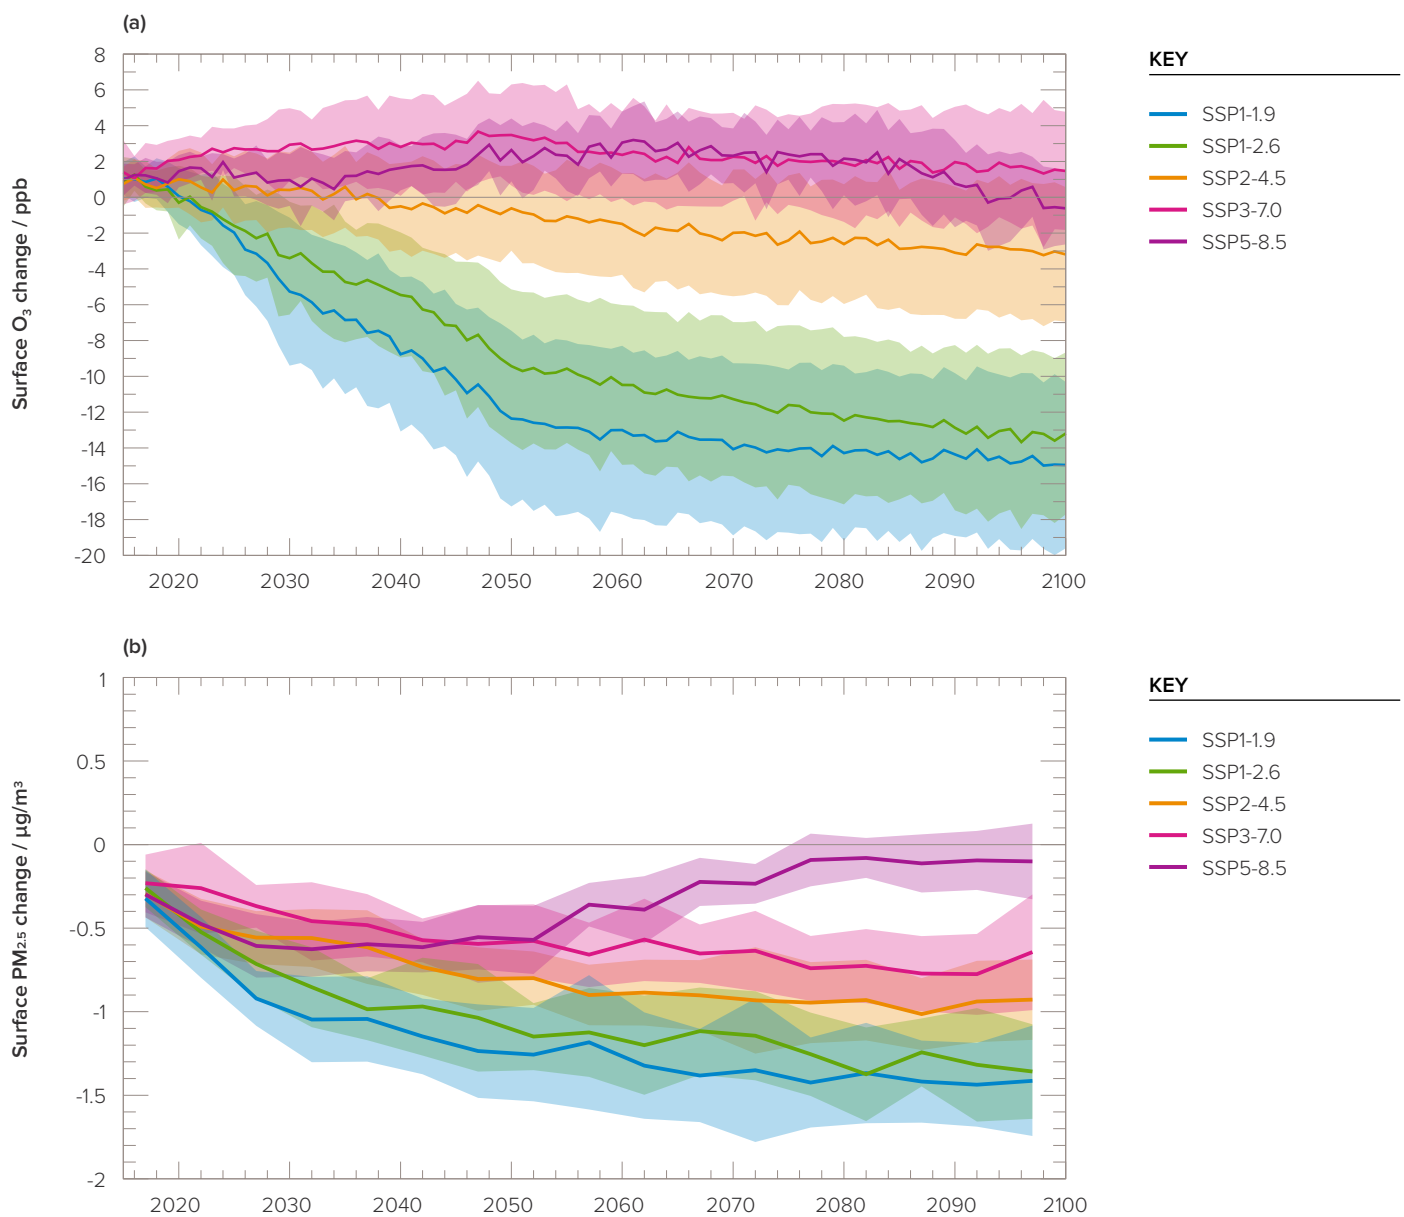 (a)
Surface O₃ change / ppb
8
6
4
2
0
-2
-4
-6
-8
-10
-12
-14
-16
-18
-20
2020 2030 2040 2050 2060 2070 2080 2090 2100
KEY
SSP1-1.9
SSP1-2.6
SSP2-4.5
SSP3-7.0
SSP5-8.5
(b)
Surface PM₂.₅ change / µg/m³
1
0.5
0
-0.5
-1
-1.5
-2
2020 2030 2040 2050 2060 2070 2080 2090 2100
KEY
SSP1-1.9
SSP1-2.6
SSP2-4.5
SSP3-7.0
SSP5-8.5